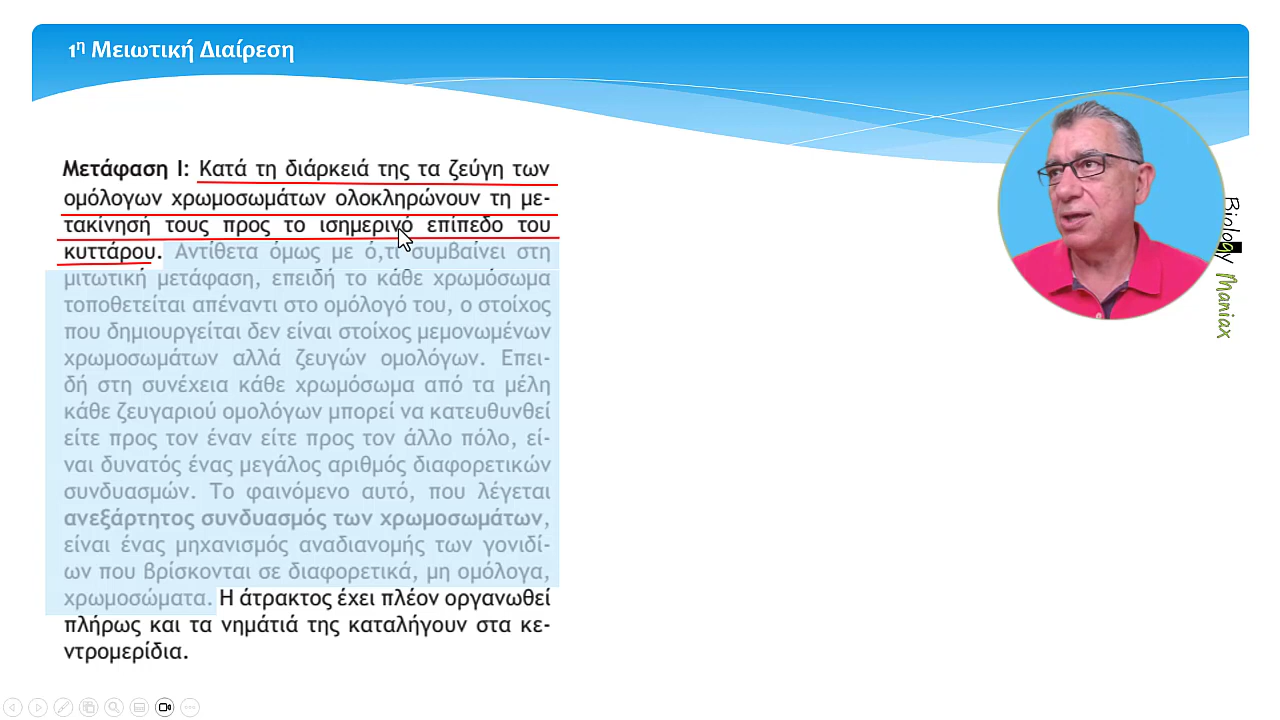 1η Μειωτική Διαίρεση
Μετάφαση Ι: Κατά τη διάρκειά της τα ζεύγη των
ομόλογων χρωμοσωμάτων ολοκληρώνουν τη με-
τακίνησή τους προς το ισημερινό επίπεδο του
κυττάρου. Αντίθετα όμως με ό,τι συμβαίνει στη
μιτωτική μετάφαση, επειδή το κάθε χρωμόσωμα
τοποθετείται απέναντι στο ομόλογό του, ο στοίχος
που δημιουργείται δεν είναι στοίχος μεμονωμένων
χρωμοσωμάτων αλλά ζευγών ομολόγων. Επει-
δή στη συνέχεια κάθε χρωμόσωμα από τα μέλη
κάθε ζευγαριού ομολόγων μπορεί να κατευθυνθεί
είτε προς τον έναν είτε προς τον άλλο πόλο, εί-
ναι δυνατός ένας μεγάλος αριθμός διαφορετικών
συνδυασμών. Το φαινόμενο αυτό, που λέγεται
ανεξάρτητος συνδυασμός των χρωμοσωμάτων,
είναι ένας μηχανισμός αναδιανομής των γονιδί-
ων που βρίσκονται σε διαφορετικά, μη ομόλογα,
χρωμοσώματα. Η άτρακτος έχει πλέον οργανωθεί
πλήρως και τα νημάτιά της καταλήγουν στα κε-
ντρομερίδια.
Biology Maniax